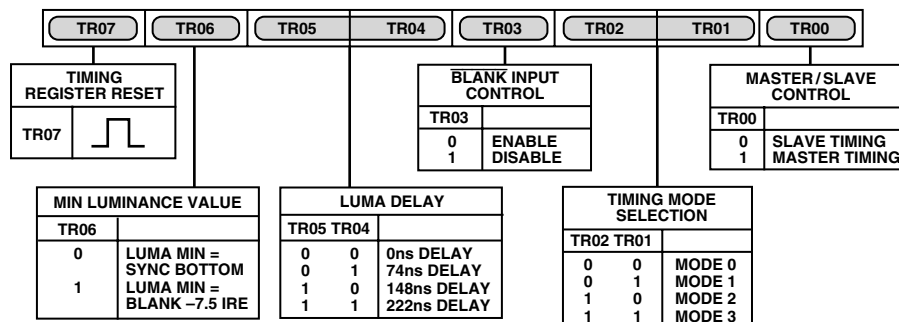 TR07 TR06 TR05 TR04 TR03 TR02 TR01 TR00
TIMING
REGISTER RESET
TR07
BLANK INPUT
CONTROL
TR03
0 ENABLE
1 DISABLE
MASTER/SLAVE
CONTROL
TR00
0 SLAVE TIMING
1 MASTER TIMING
MIN LUMINANCE VALUE
TR06
0 LUMA MIN =
SYNC BOTTOM
1 LUMA MIN =
BLANK –7.5 IRE
LUMA DELAY
TR05 TR04
0 0 0ns DELAY
0 1 74ns DELAY
1 0 148ns DELAY
1 1 222ns DELAY
TIMING MODE
SELECTION
TR02 TR01
0 0 MODE 0
0 1 MODE 1
1 0 MODE 2
1 1 MODE 3